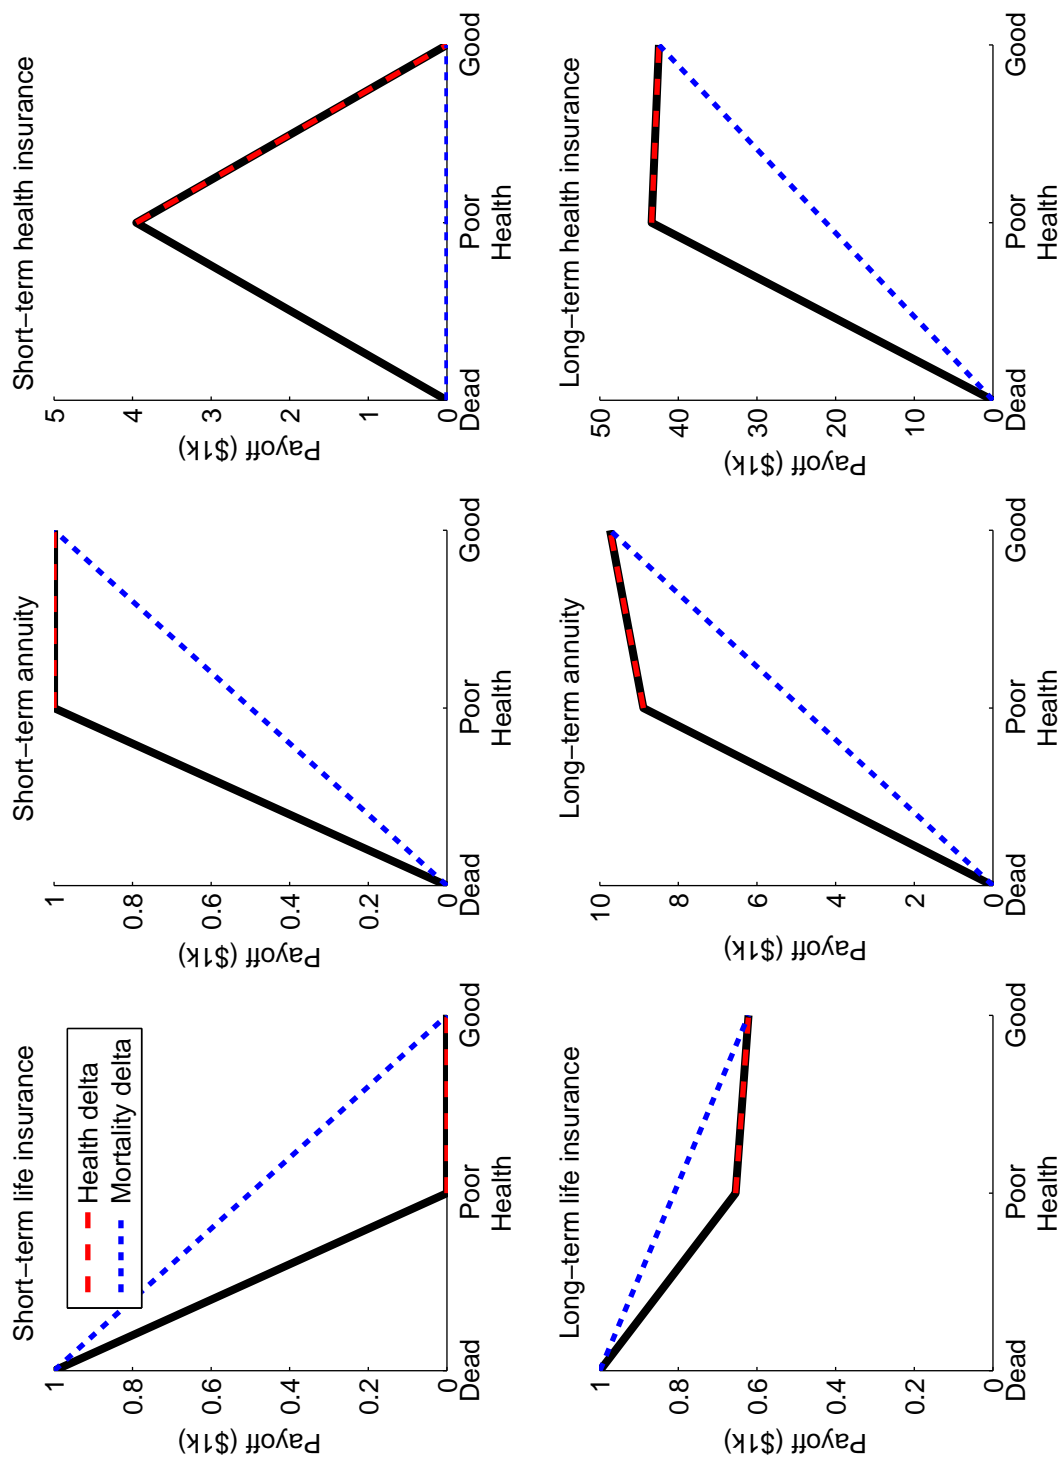 Short−term life insurance
Health delta
Mortality delta
Payoff ($1k)
1
0.8
0.6
0.4
0.2
0
Dead
Poor
Good
Health
Short−term annuity
Payoff ($1k)
1
0.8
0.6
0.4
0.2
0
Dead
Poor
Good
Health
Short−term health insurance
Payoff ($1k)
5
4
3
2
1
0
Dead
Poor
Good
Health
Long−term life insurance
Payoff ($1k)
1
0.8
0.6
0.4
0.2
0
Dead
Poor
Good
Health
Long−term annuity
Payoff ($1k)
10
8
6
4
2
0
Dead
Poor
Good
Health
Long−term health insurance
Payoff ($1k)
50
40
30
20
10
0
Dead
Poor
Good
Health